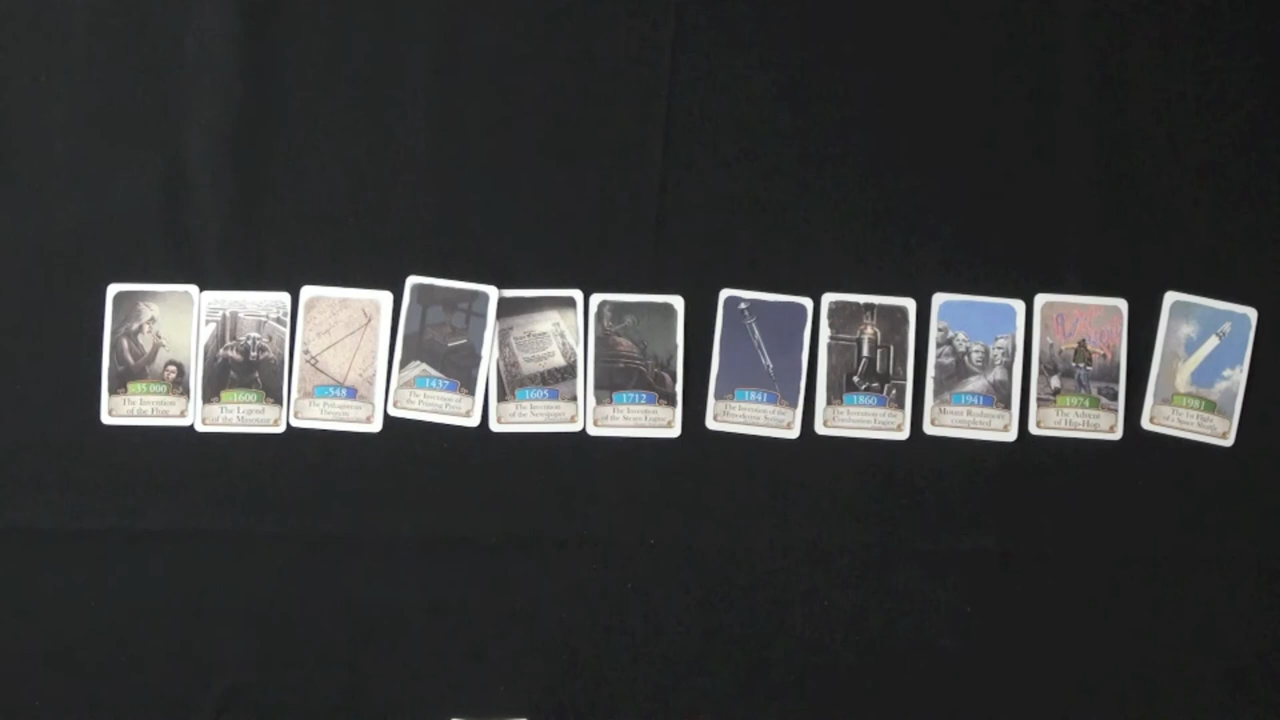 -35 000
The Invention
of the Flute
-1600
The Legend
of the Minotaur
-548
The Pythagorean
Theorem
1437
The Invention of
the Printing Press
1605
The Invention
of the Newspaper
1712
The Invention
of the Steam Engine
1841
The Invention of the
Hypodermic Syringe
1860
The Invention of the
Combustion Engine
1941
Mount Rushmore
completed
1974
The Advent
of Hip-Hop
1981
The 1st Flight
of a Space Shuttle